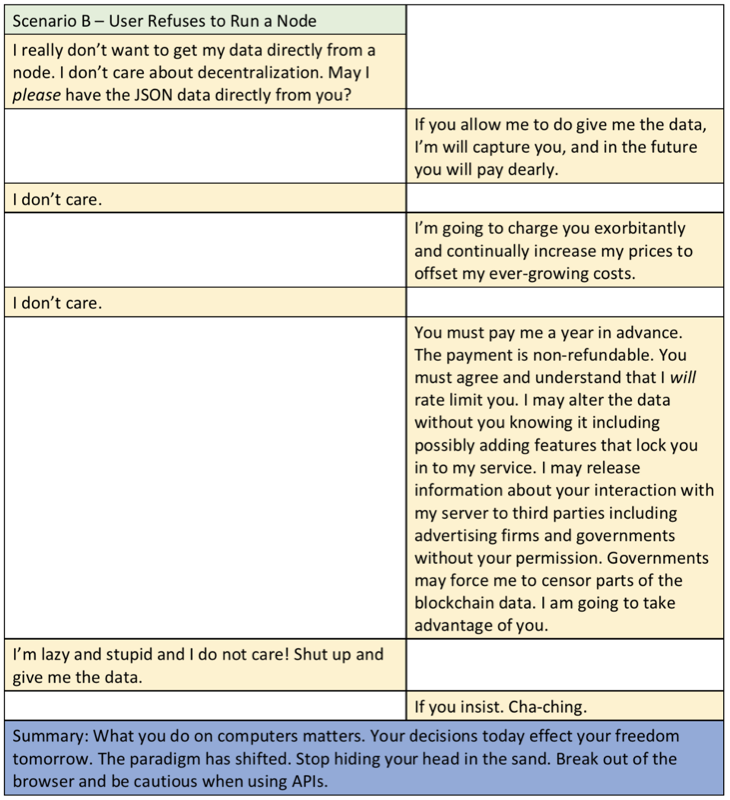 Scenario B – User Refuses to Run a Node
I really don't want to get my data directly from a
node. I don't care about decentralization. May I
please have the JSON data directly from you?
If you allow me to do give me the data,
I'm will capture you, and in the future
you will pay dearly.
I don't care.
I'm going to charge you exorbitantly
and continually increase my prices to
offset my ever-growing costs.
I don't care.
You must pay me a year in advance.
The payment is non-refundable. You
must agree and understand that I will
rate limit you. I may alter the data
without you knowing it including
possibly adding features that lock you
in to my service. I may release
information about your interaction with
my server to third parties including
advertising firms and governments
without your permission. Governments
may force me to censor parts of the
blockchain data. I am going to take
advantage of you.
I'm lazy and stupid and I do not care! Shut up and
give me the data.
If you insist. Cha-ching.
Summary: What you do on computers matters. Your decisions today effect your freedom
tomorrow. The paradigm has shifted. Stop hiding your head in the sand. Break out of the
browser and be cautious when using APIs.